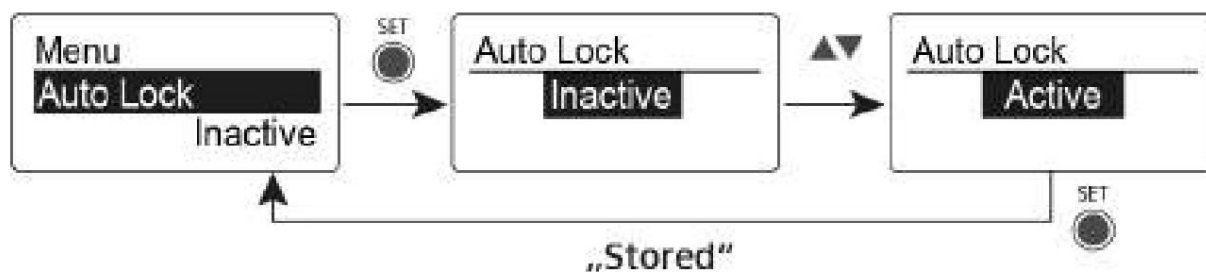 Menu
Auto Lock
Inactive
SET
Auto Lock
Inactive
Auto Lock
Active
SET
„Stored“